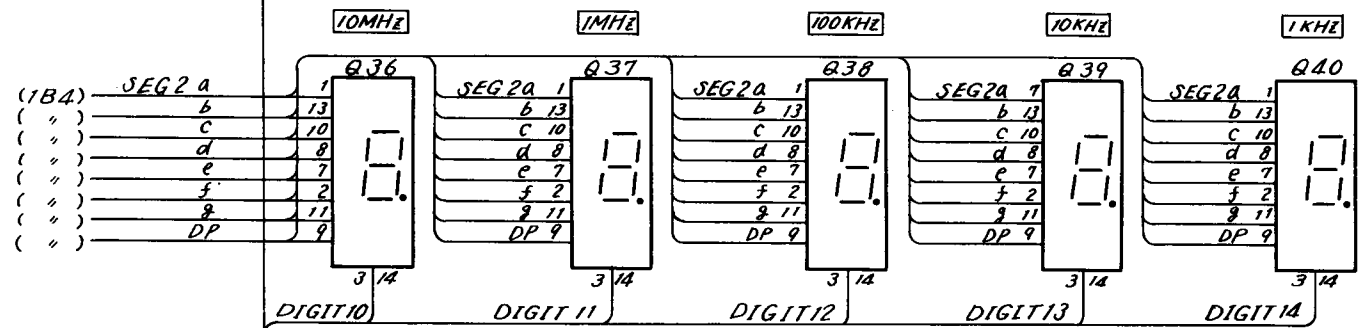 10MHz 1MHz 100KHz 10KHz 1KHz
Q36 Q37 Q38 Q39 Q40
(1B4) SEG2 a 1 SEG2a 1 SEG2a 1 SEG2a 7 SEG2a 1
( " ) b 13 b 13 b 13 b 13 b 13
( " ) c 10 c 10 c 10 c 10 c 10
( " ) d 8 d 8 d 8 d 8 d 8
( " ) e 7 e 7 e 7 e 7 e 7
( " ) f 2 f 2 f 2 f 2 f 2
( " ) g 11 g 11 g 11 g 11 g 11
( " ) DP 9 DP 9 DP 9 DP 9 DP 9
3 14 3 14 3 14 3 14 3 14
DIGIT10 DIGIT11 DIGIT12 DIGIT13 DIGIT14